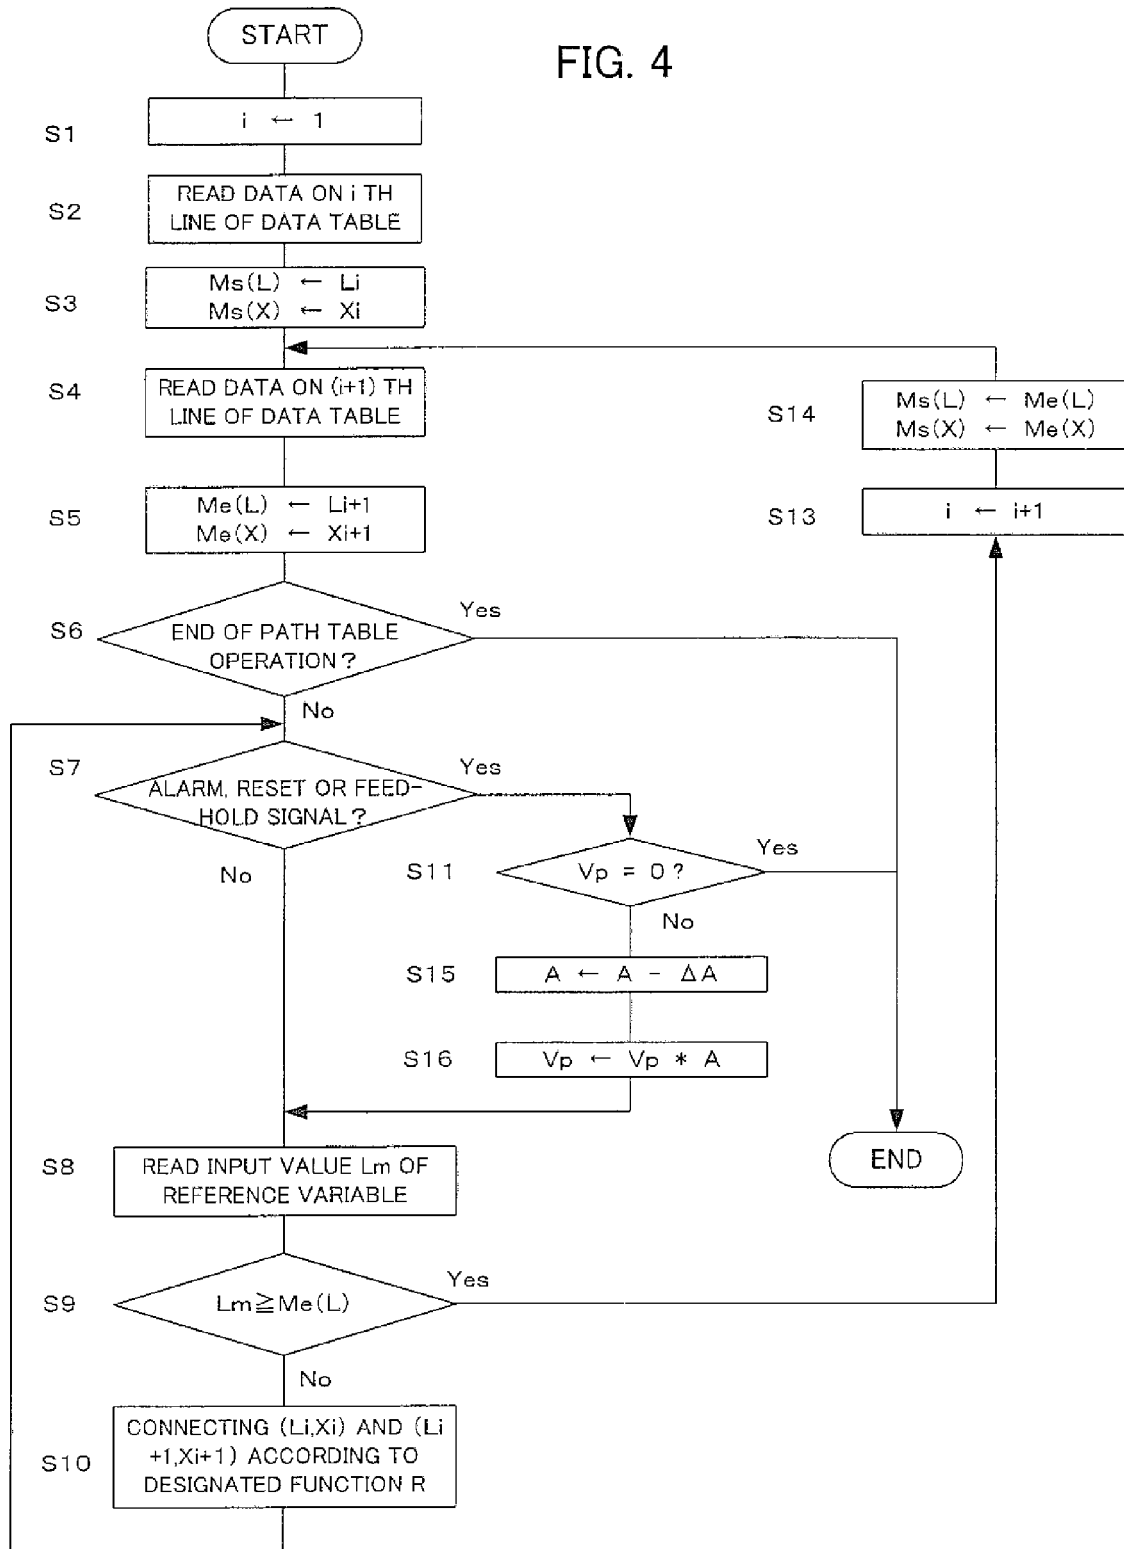 START
FIG. 4
S1
i ← 1
S2
READ DATA ON i TH
LINE OF DATA TABLE
S3
Ms(L) ← Li
Ms(X) ← Xi
S4
READ DATA ON (i+1) TH
LINE OF DATA TABLE
S14
Ms(L) ← Me(L)
Ms(X) ← Me(X)
S5
Me(L) ← Li+1
Me(X) ← Xi+1
S13
i ← i+1
S6
END OF PATH TABLE
OPERATION?
Yes
No
S7
ALARM, RESET OR FEED-
HOLD SIGNAL?
Yes
No
S11
Vp = 0?
Yes
No
S15
A ← A - ΔA
S16
Vp ← Vp * A
S8
READ INPUT VALUE Lm OF
REFERENCE VARIABLE
END
S9
Lm≧Me(L)
Yes
No
S10
CONNECTING (Li,Xi) AND (Li
+1,Xi+1) ACCORDING TO
DESIGNATED FUNCTION R